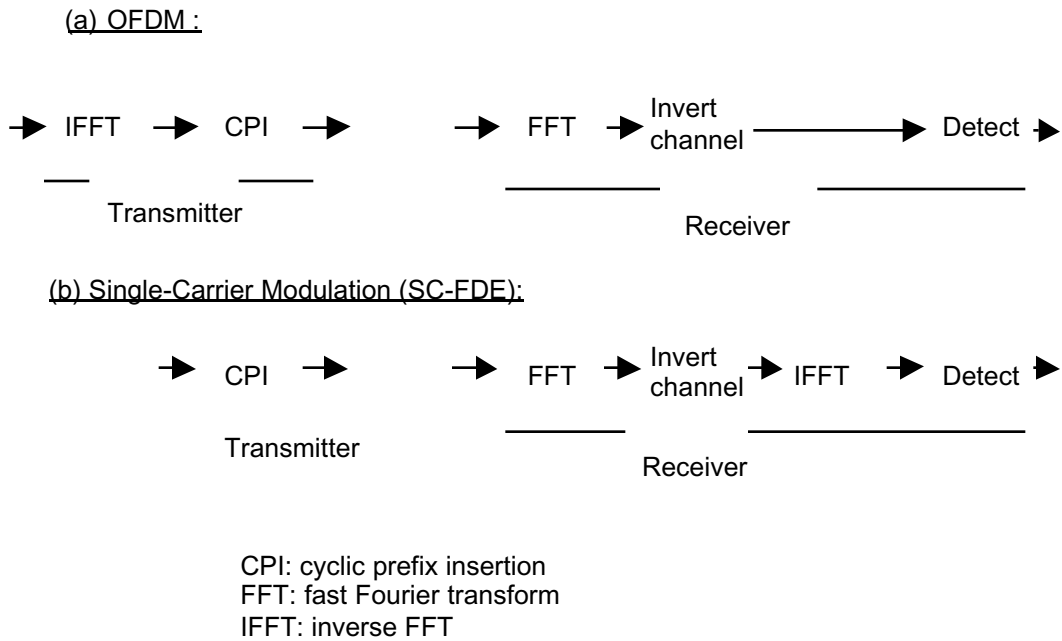 (a) OFDM :
IFFT CPI FFT Invert channel Detect
Transmitter Receiver
(b) Single-Carrier Modulation (SC-FDE):
CPI FFT Invert channel IFFT Detect
Transmitter Receiver
CPI: cyclic prefix insertion
FFT: fast Fourier transform
IFFT: inverse FFT